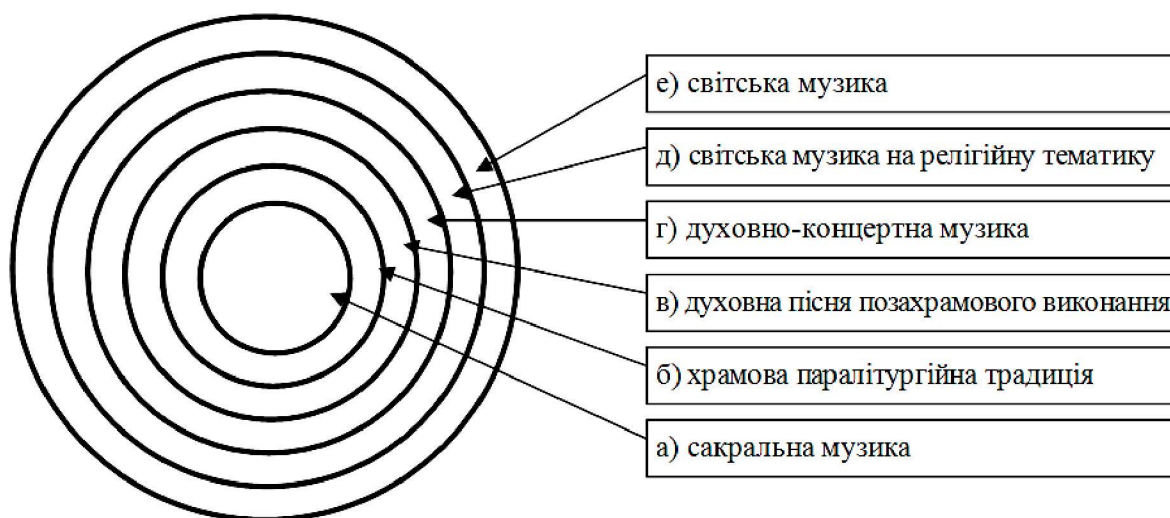 е) світська музика
д) світська музика на релігійну тематику
г) духовно-концертна музика
в) духовна пісня позахрамового виконання
б) храмова паралітургійна традиція
а) сакральна музика